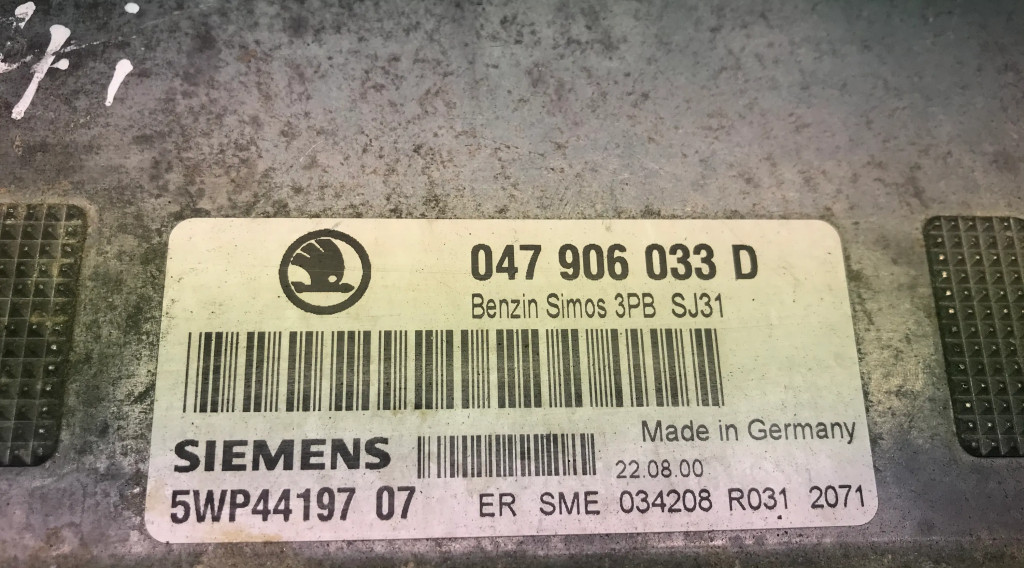 047 906 033 D
Benzin Simos 3PB SJ31
Made in Germany
SIEMENS
22.08.00
5WP44197 07 ER SME 034208 R031 2071